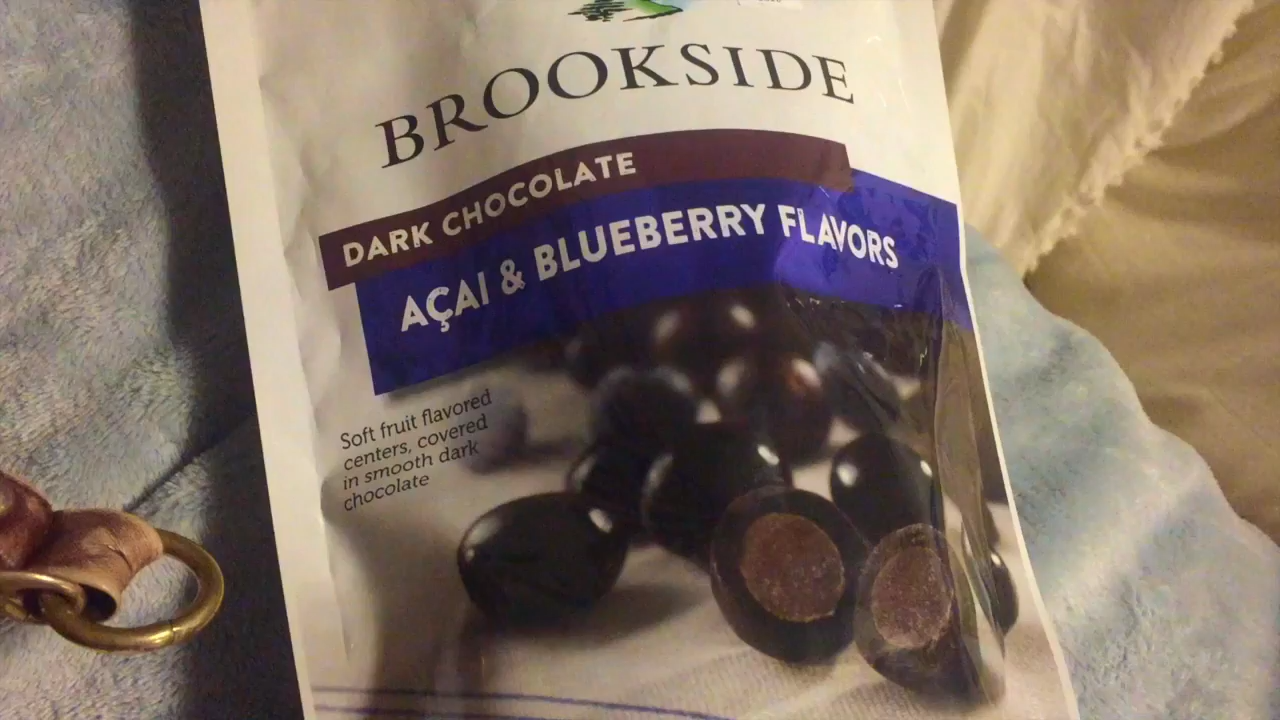 BROOKSIDE
DARK CHOCOLATE
AÇAI & BLUEBERRY FLAVORS
Soft fruit flavored
centers, covered
in smooth dark
chocolate